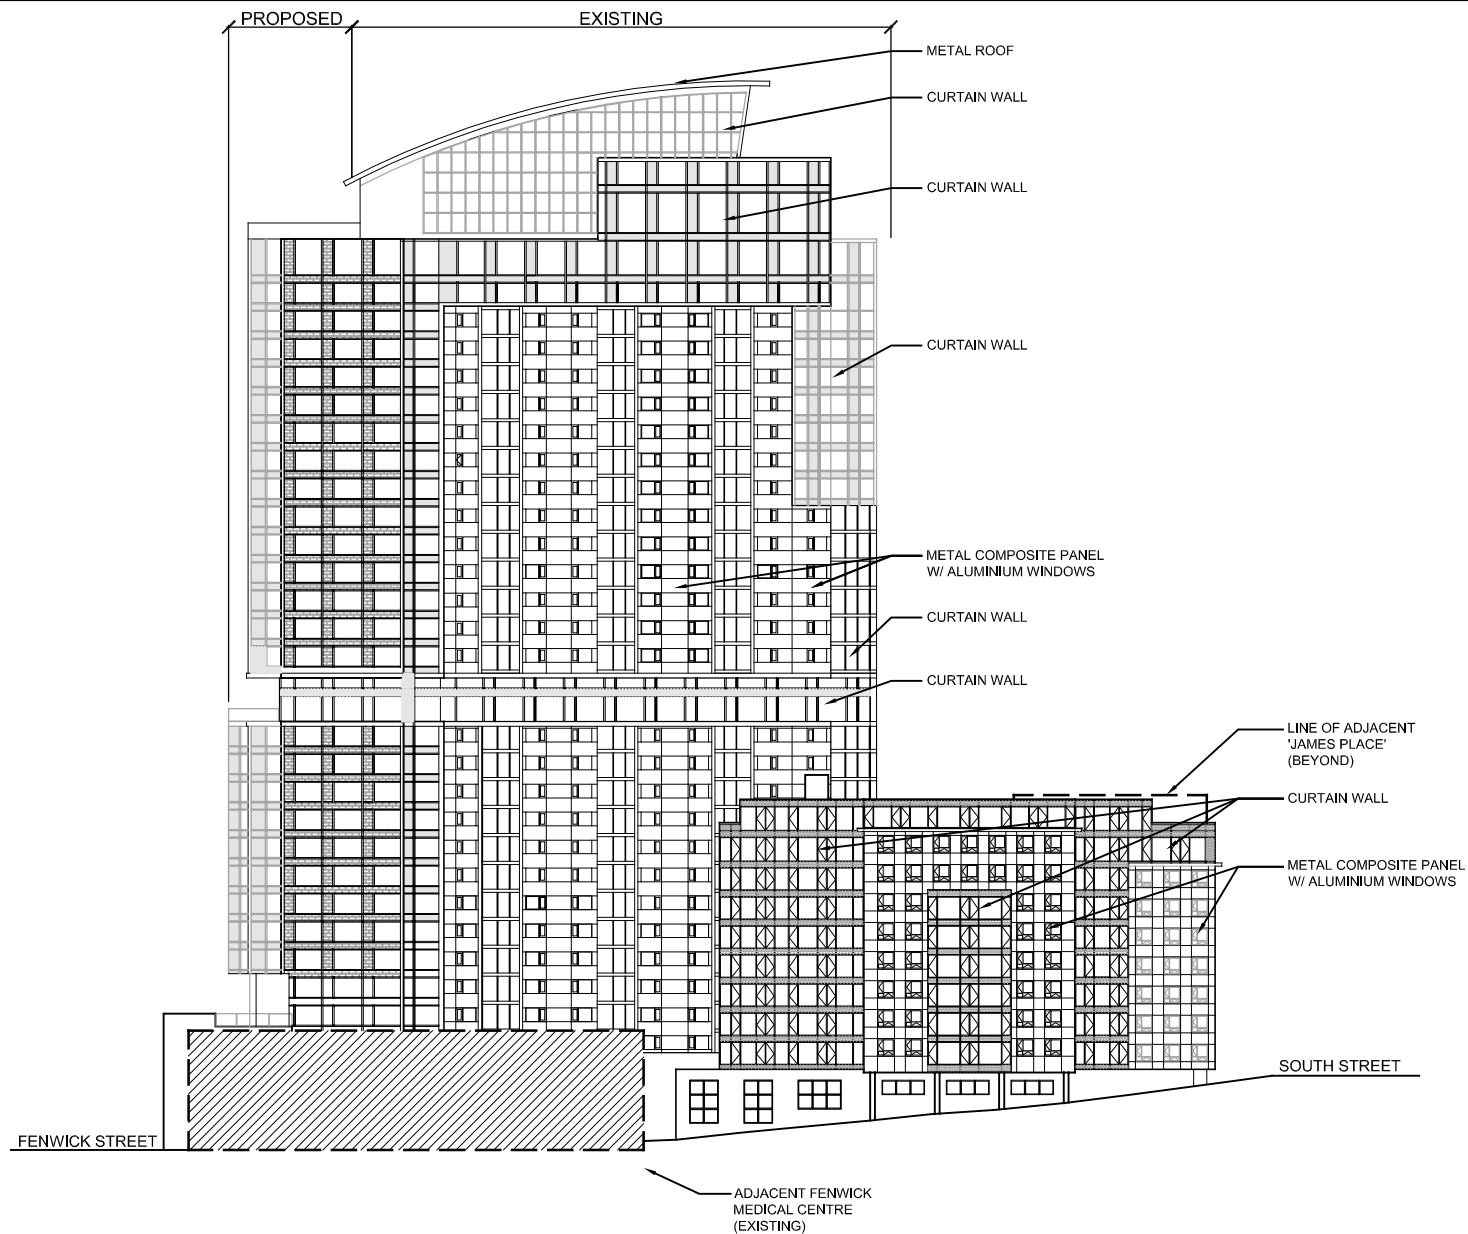 PROPOSED
EXISTING
METAL ROOF
CURTAIN WALL
CURTAIN WALL
CURTAIN WALL
METAL COMPOSITE PANEL
W/ ALUMINIUM WINDOWS
CURTAIN WALL
CURTAIN WALL
LINE OF ADJACENT
'JAMES PLACE'
(BEYOND)
CURTAIN WALL
METAL COMPOSITE PANEL
W/ ALUMINIUM WINDOWS
SOUTH STREET
FENWICK STREET
ADJACENT FENWICK
MEDICAL CENTRE
(EXISTING)